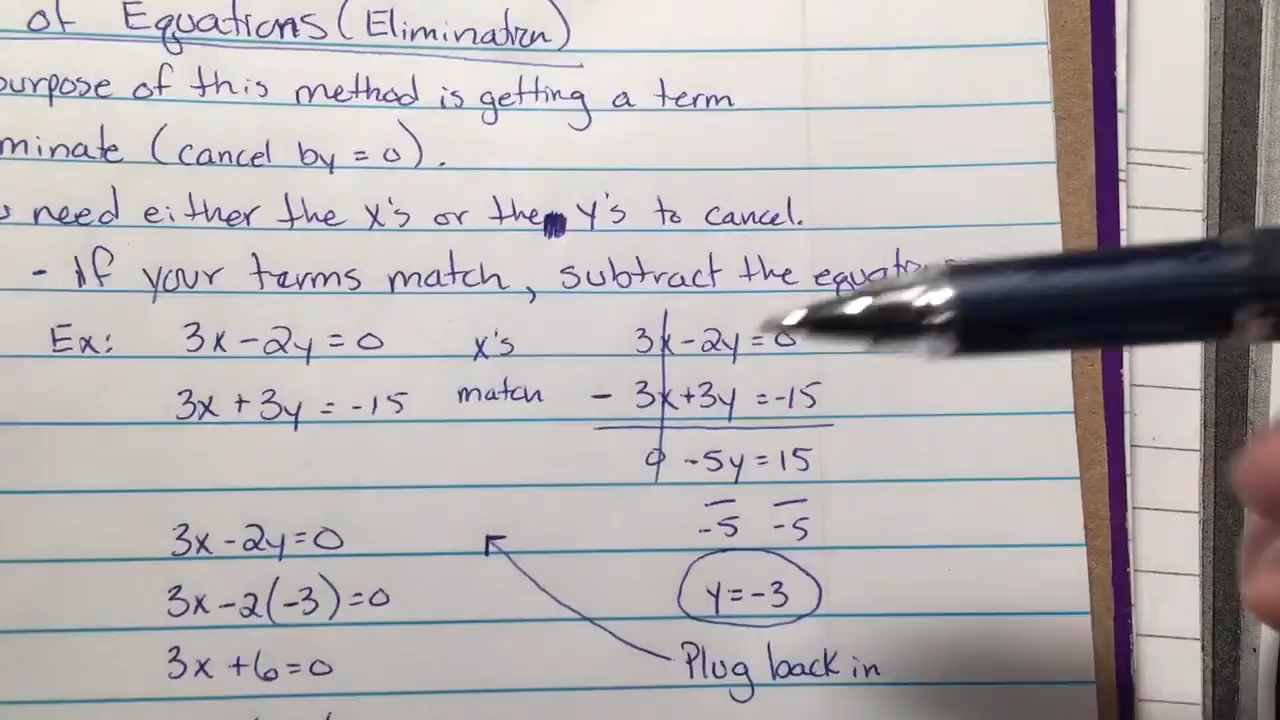 of Equations (Elimination)
purpose of this method is getting a term
minate (cancel by = 0).
need either the x's or the y's to cancel.
- If your terms match, subtract the
Ex: 3x - 2y = 0 x's 3x - 2y = 0
3x + 3y = -15 match - 3x + 3y = -15
0 - 5y = 15
-5 -5
3x - 2y = 0
3x - 2(-3) = 0 y = -3
3x + 6 = 0 Plug back in